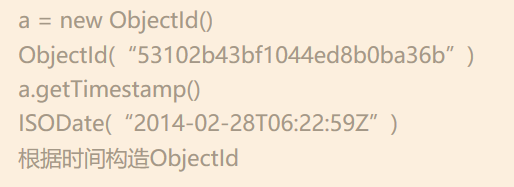 a = new ObjectId()
ObjectId(“53102b43bf1044ed8b0ba36b”)
a.getTimestamp()
ISODate(“2014-02-28T06:22:59Z”)
根据时间构造ObjectId